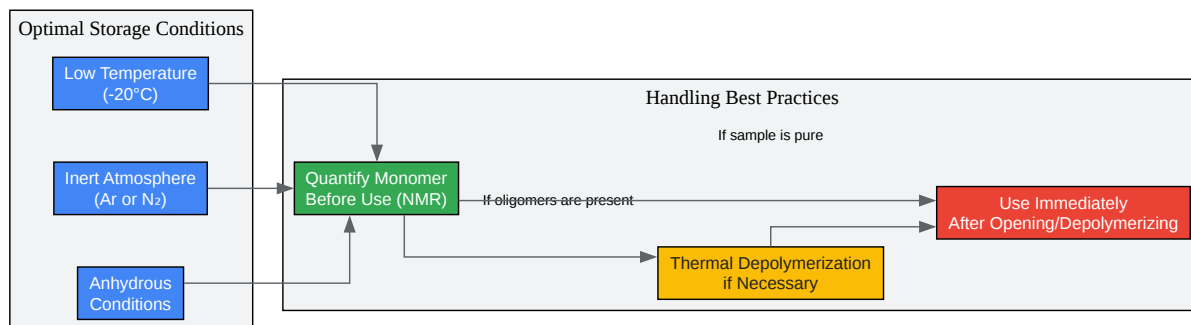 Optimal Storage Conditions
Low Temperature
(-20°C)
Inert Atmosphere
(Ar or N₂)
Anhydrous
Conditions
Handling Best Practices
If sample is pure
Quantify Monomer
Before Use (NMR)
If oligomers are present
Thermal Depolymerization
if Necessary
Use Immediately
After Opening/Depolymerizing